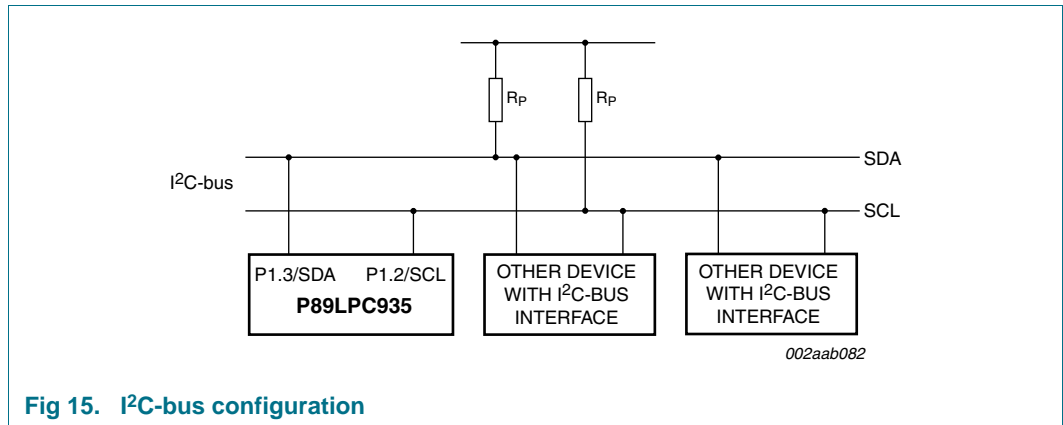 RP RP
SDA
I2C-bus
SCL
P1.3/SDA P1.2/SCL
P89LPC935
OTHER DEVICE
WITH I2C-BUS
INTERFACE
OTHER DEVICE
WITH I2C-BUS
INTERFACE
002aab082
Fig 15. I2C-bus configuration